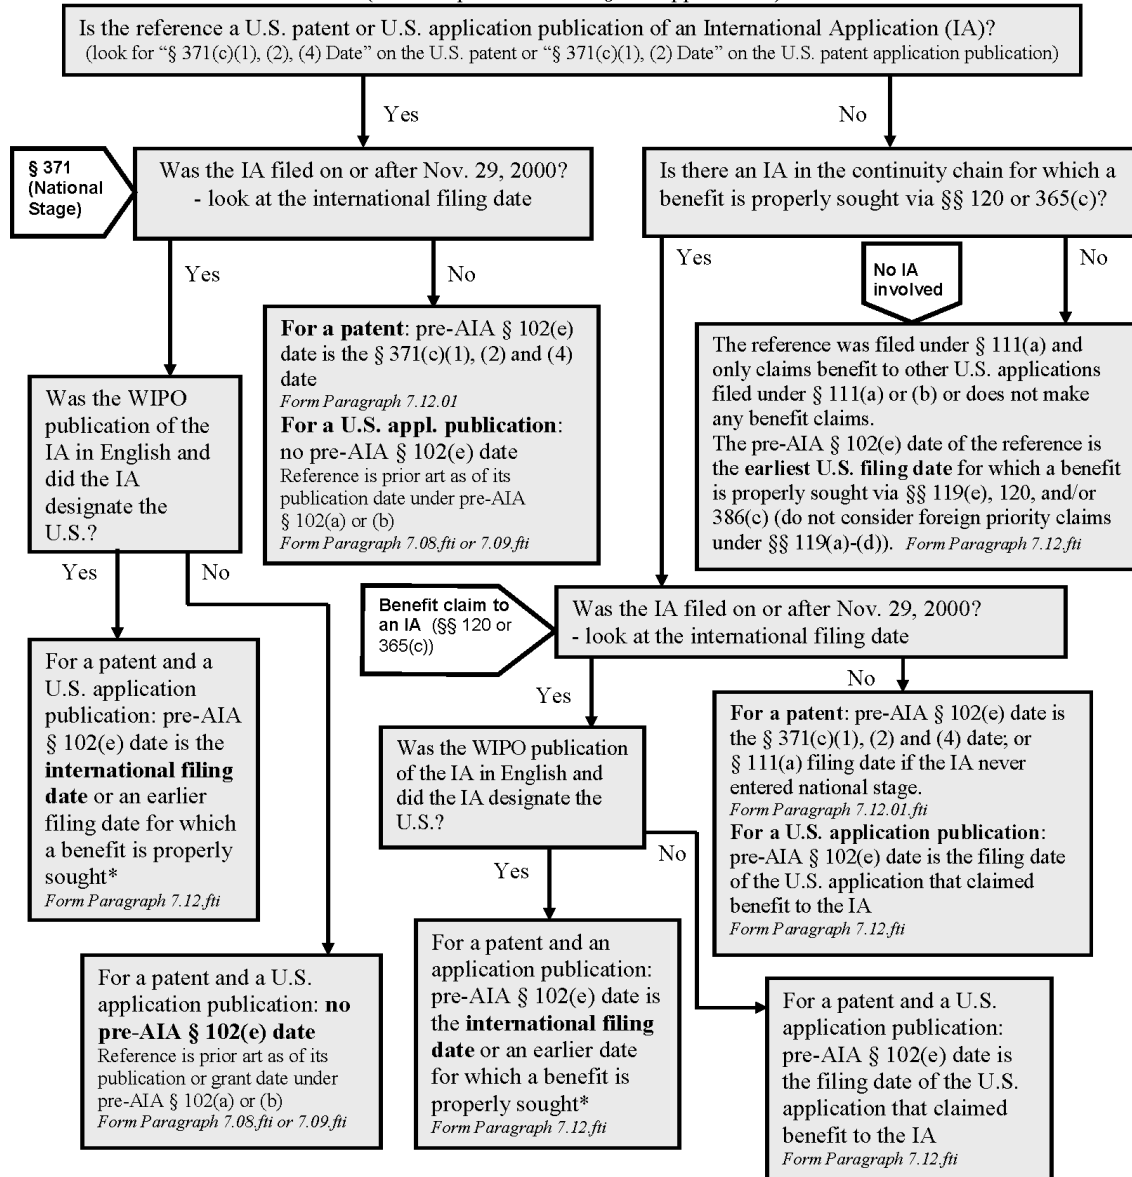 Is the reference a U.S. patent or U.S. application publication of an International Application (IA)?
(look for “§ 371(c)(1), (2), (4) Date” on the U.S. patent or “§ 371(c)(1), (2) Date” on the U.S. patent application publication)
Yes
No
§ 371
(National
Stage)
Was the IA filed on or after Nov. 29, 2000?
- look at the international filing date
Is there an IA in the continuity chain for which a
benefit is properly sought via §§ 120 or 365(c)?
Yes
No
Yes
No
No IA
involved
For a patent: pre-AIA § 102(e)
date is the § 371(c)(1), (2) and (4)
date
Form Paragraph 7.12.01
For a U.S. appl. publication:
no pre-AIA § 102(e) date
Reference is prior art as of its
publication date under pre-AIA
§ 102(a) or (b)
Form Paragraph 7.08.fti or 7.09.fti
The reference was filed under § 111(a) and
only claims benefit to other U.S. applications
filed under § 111(a) or (b) or does not make
any benefit claims.
The pre-AIA § 102(e) date of the reference is
the earliest U.S. filing date for which a benefit
is properly sought via §§ 119(e), 120, and/or
386(c) (do not consider foreign priority claims
under §§ 119(a)-(d)). Form Paragraph 7.12.fti
Was the WIPO
publication of the
IA in English and
did the IA
designate the
U.S.?
Yes
No
Benefit claim to
an IA (§§ 120 or
365(c))
Was the IA filed on or after Nov. 29, 2000?
- look at the international filing date
Yes
No
For a patent and a
U.S. application
publication: pre-AIA
§ 102(e) date is the
international filing
date or an earlier
filing date for which
a benefit is properly
sought*
Form Paragraph 7.12.fti
Was the WIPO publication
of the IA in English and
did the IA designate the
U.S.?
Yes
No
For a patent: pre-AIA § 102(e) date is
the § 371(c)(1), (2) and (4) date; or
§ 111(a) filing date if the IA never
entered national stage.
Form Paragraph 7.12.01.fti
For a U.S. application publication:
pre-AIA § 102(e) date is the filing date
of the U.S. application that claimed
benefit to the IA
Form Paragraph 7.12.fti
For a patent and a U.S.
application publication: no
pre-AIA § 102(e) date
Reference is prior art as of its
publication or grant date under
pre-AIA § 102(a) or (b)
Form Paragraph 7.08.fti or 7.09.fti
For a patent and an
application publication:
pre-AIA § 102(e) date is
the international filing
date or an earlier date
for which a benefit is
properly sought*
Form Paragraph 7.12.fti
For a patent and a U.S.
application publication:
pre-AIA § 102(e) date is
the filing date of the U.S.
application that claimed
benefit to the IA
Form Paragraph 7.12.fti